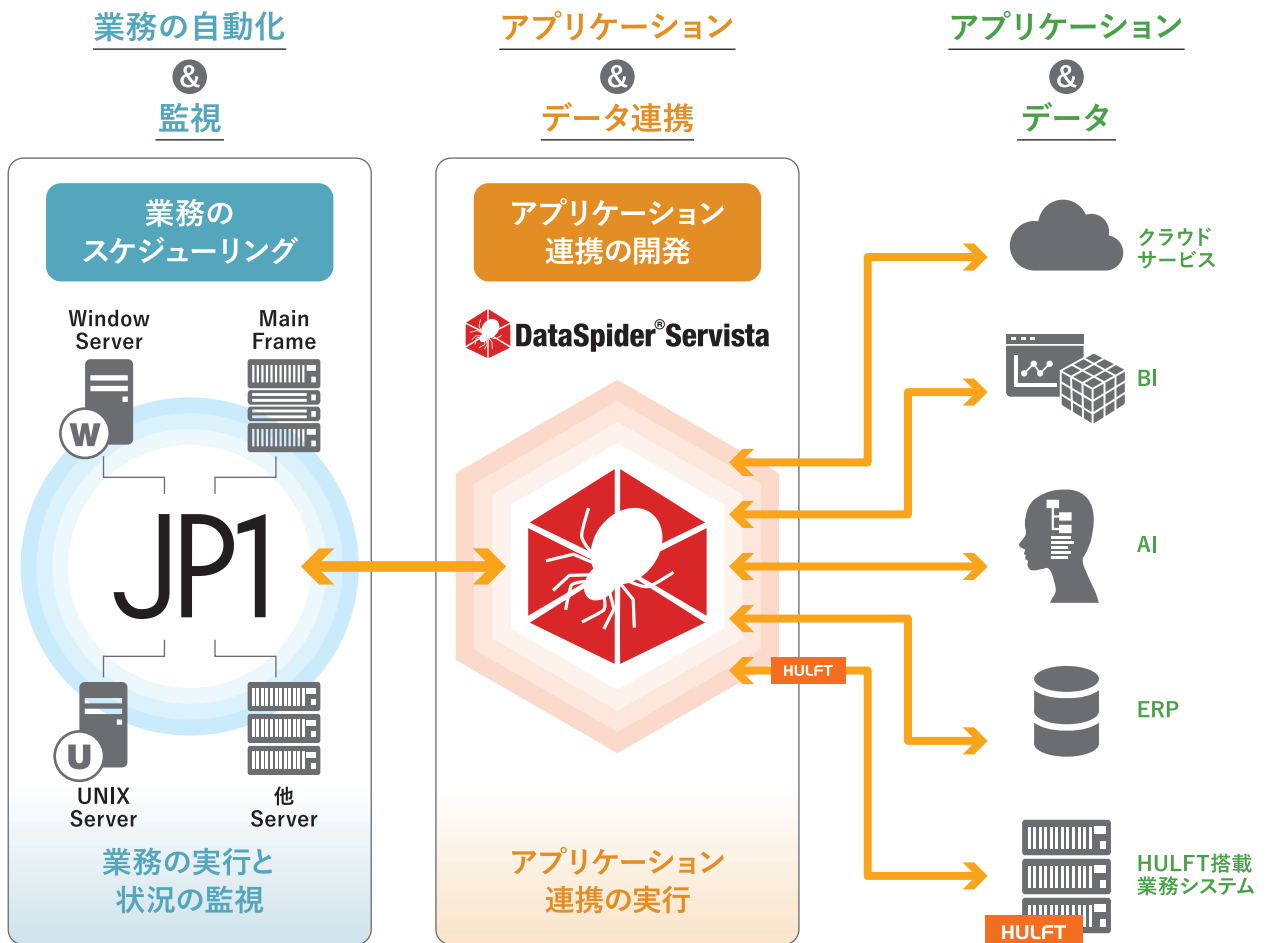 業務の自動化
&
監視
業務の
スケジューリング
Window
Server
Main
Frame
W
JP1
U
UNIX
Server
他
Server
業務の実行と
状況の監視
アプリケーション
&
データ連携
アプリケーション
連携の開発
DataSpider® Servista
HULFT
アプリケーション
連携の実行
アプリケーション
&
データ
クラウド
サービス
BI
AI
ERP
HULFT搭載
業務システム
HULFT